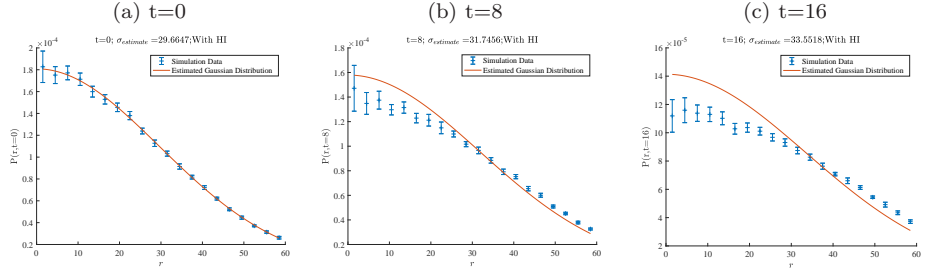 (a) t=0
(b) t=8
(c) t=16
t=0; σestimate =29.6647;With HI
×10-4
Simulation Data
Estimated Gaussian Distribution
P(r,t=0)
2
1.8
1.6
1.4
1.2
1
0.8
0.6
0.4
0.2
0 10 20 30 40 50 60
r
t=8; σestimate =31.7456;With HI
×10-4
Simulation Data
Estimated Gaussian Distribution
P(r,t=8)
1.8
1.6
1.4
1.2
1
0.8
0.6
0.4
0.2
0 10 20 30 40 50 60
r
t=16; σestimate =33.5518;With HI
×10-5
Simulation Data
Estimated Gaussian Distribution
P(r,t=16)
16
14
12
10
8
6
4
2
0 10 20 30 40 50 60
r